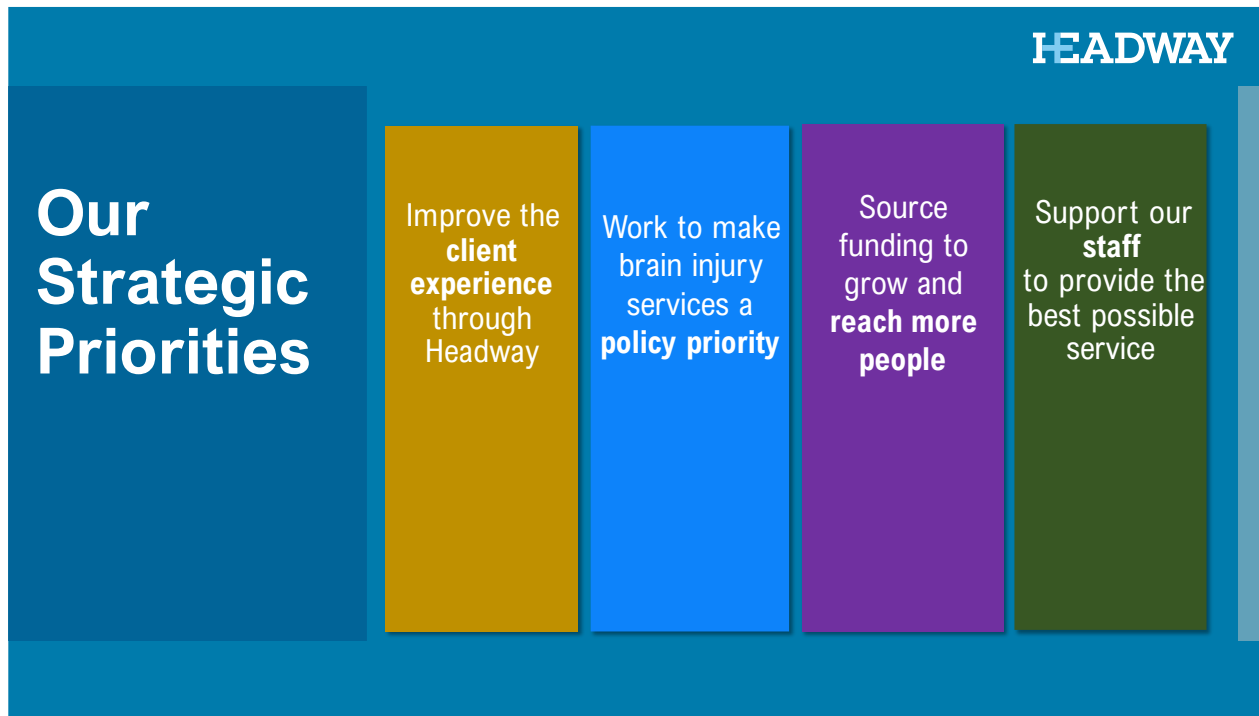 HEADWAY
Our
Strategic
Priorities
Improve the
client
experience
through
Headway
Work to make
brain injury
services a
policy priority
Source
funding to
grow and
reach more
people
Support our
staff
to provide the
best possible
service